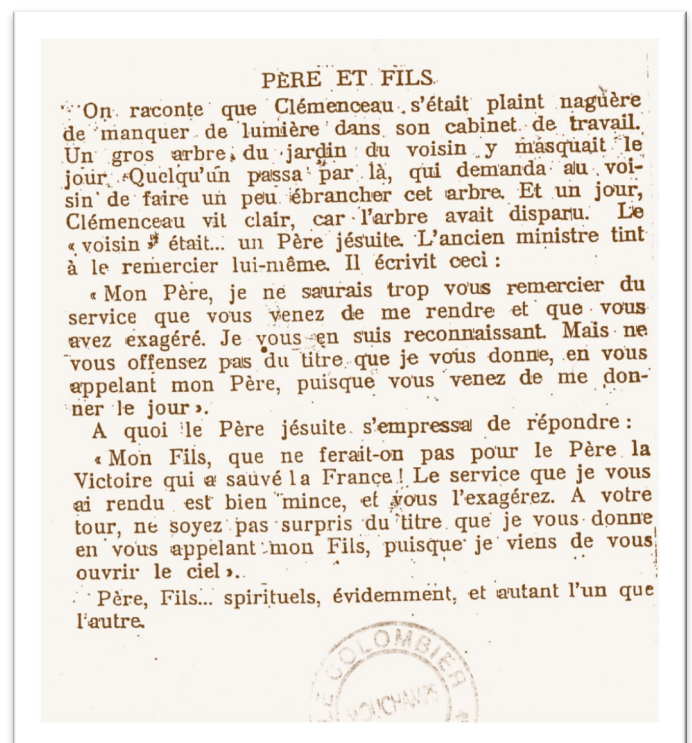 PÈRE ET FILS
On raconte que Clémenceau s'était plaint naguère
de manquer de lumière dans son cabinet de travail.
Un gros arbre, du jardin du voisin y masquait le
jour. Quelqu'un passa par là, qui demanda au voi-
sin de faire un peu ébrancher cet arbre. Et un jour,
Clémenceau vit clair, car l'arbre avait disparu. Le
« voisin » était... un Père jésuite. L'ancien ministre tint
à le remercier lui-même. Il écrivit ceci :
« Mon Père, je ne saurais trop vous remercier du
service que vous venez de me rendre et que vous
avez exagéré. Je vous en suis reconnaissant. Mais ne
vous offensez pas du titre que je vous donne, en vous
appelant mon Père, puisque vous venez de me don-
ner le jour ».
A quoi le Père jésuite s'empressa de répondre :
« Mon Fils, que ne ferait-on pas pour le Père la
Victoire qui a sauvé la France ! Le service que je vous
ai rendu est bien mince, et vous l'exagérez. A votre
tour, ne soyez pas surpris du titre que je vous donne
en vous appelant mon Fils, puisque je viens de vous
ouvrir le ciel ».
Père, Fils... spirituels, évidemment, et autant l'un que
l'autre.
LE COLOMBIER
MOUCHAMPS